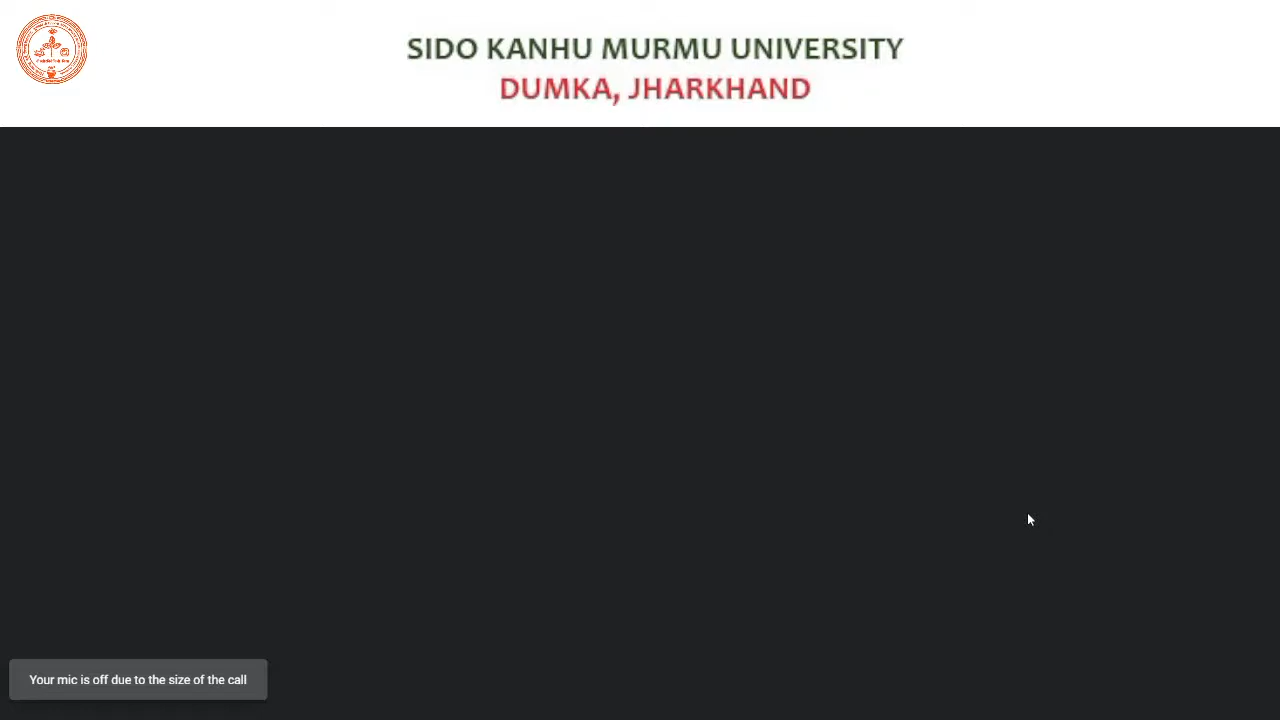 SIDO KANHU MURMU UNIVERSITY
DUMKA, JHARKHAND
Your mic is off due to the size of the call